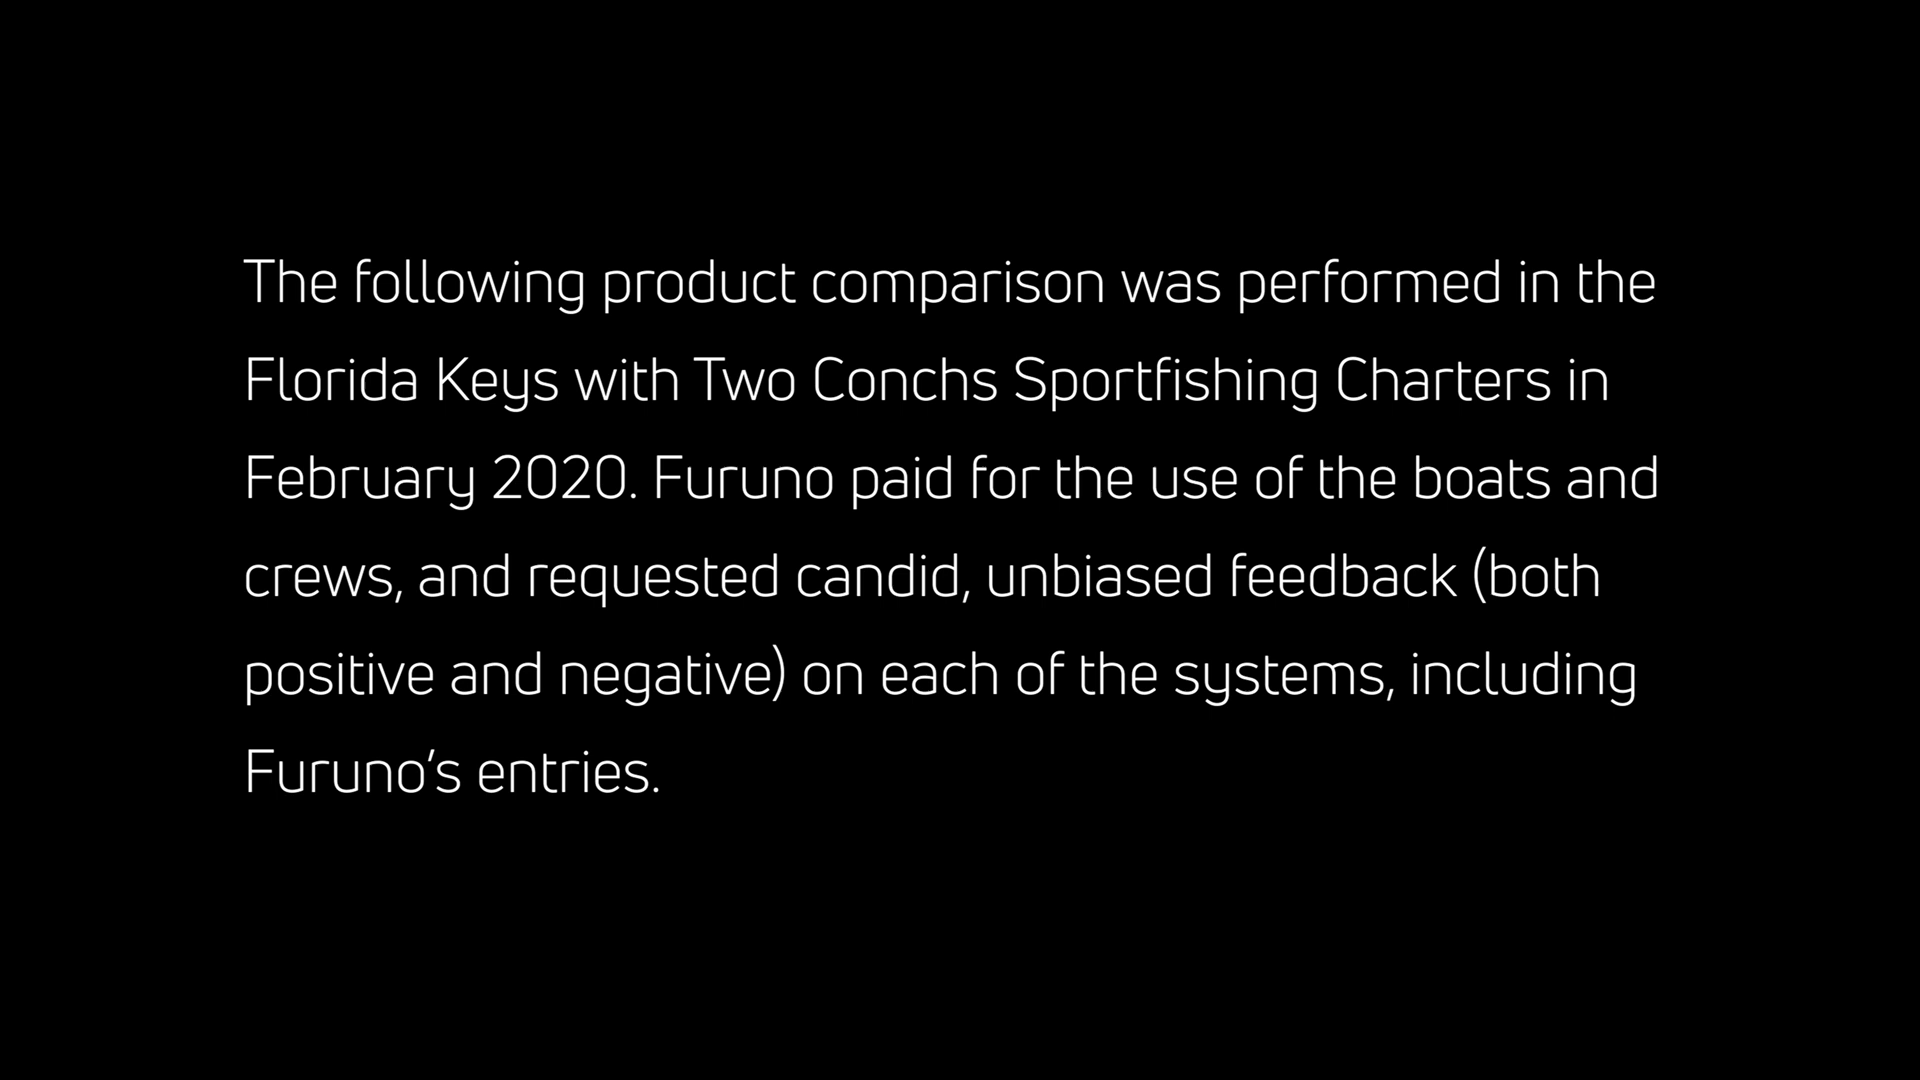 The following product comparison was performed in the
Florida Keys with Two Conchs Sportfishing Charters in
February 2020. Furuno paid for the use of the boats and
crews, and requested candid, unbiased feedback (both
positive and negative) on each of the systems, including
Furuno’s entries.